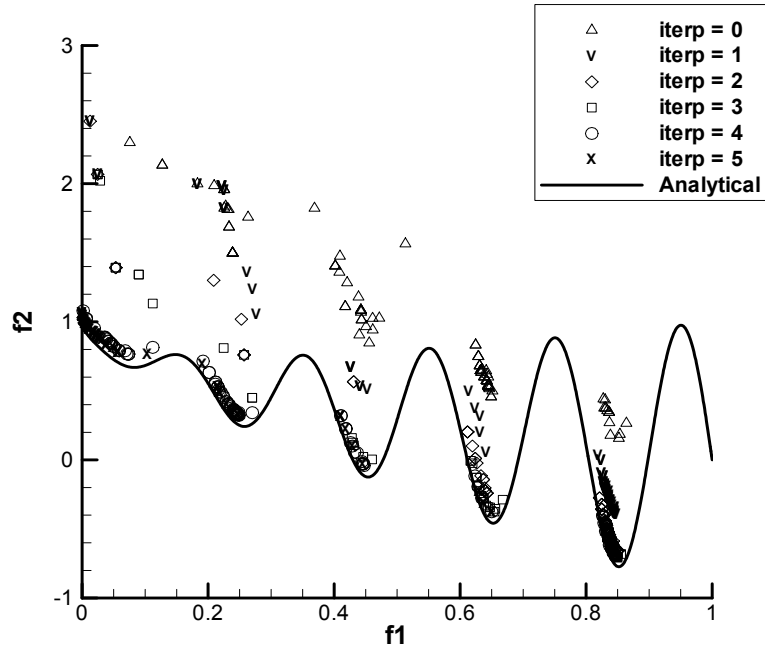 iterp = 0
iterp = 1
iterp = 2
iterp = 3
iterp = 4
iterp = 5
Analytical
3
2
1
0
-1
f2
0
0.2
0.4
0.6
0.8
1
f1